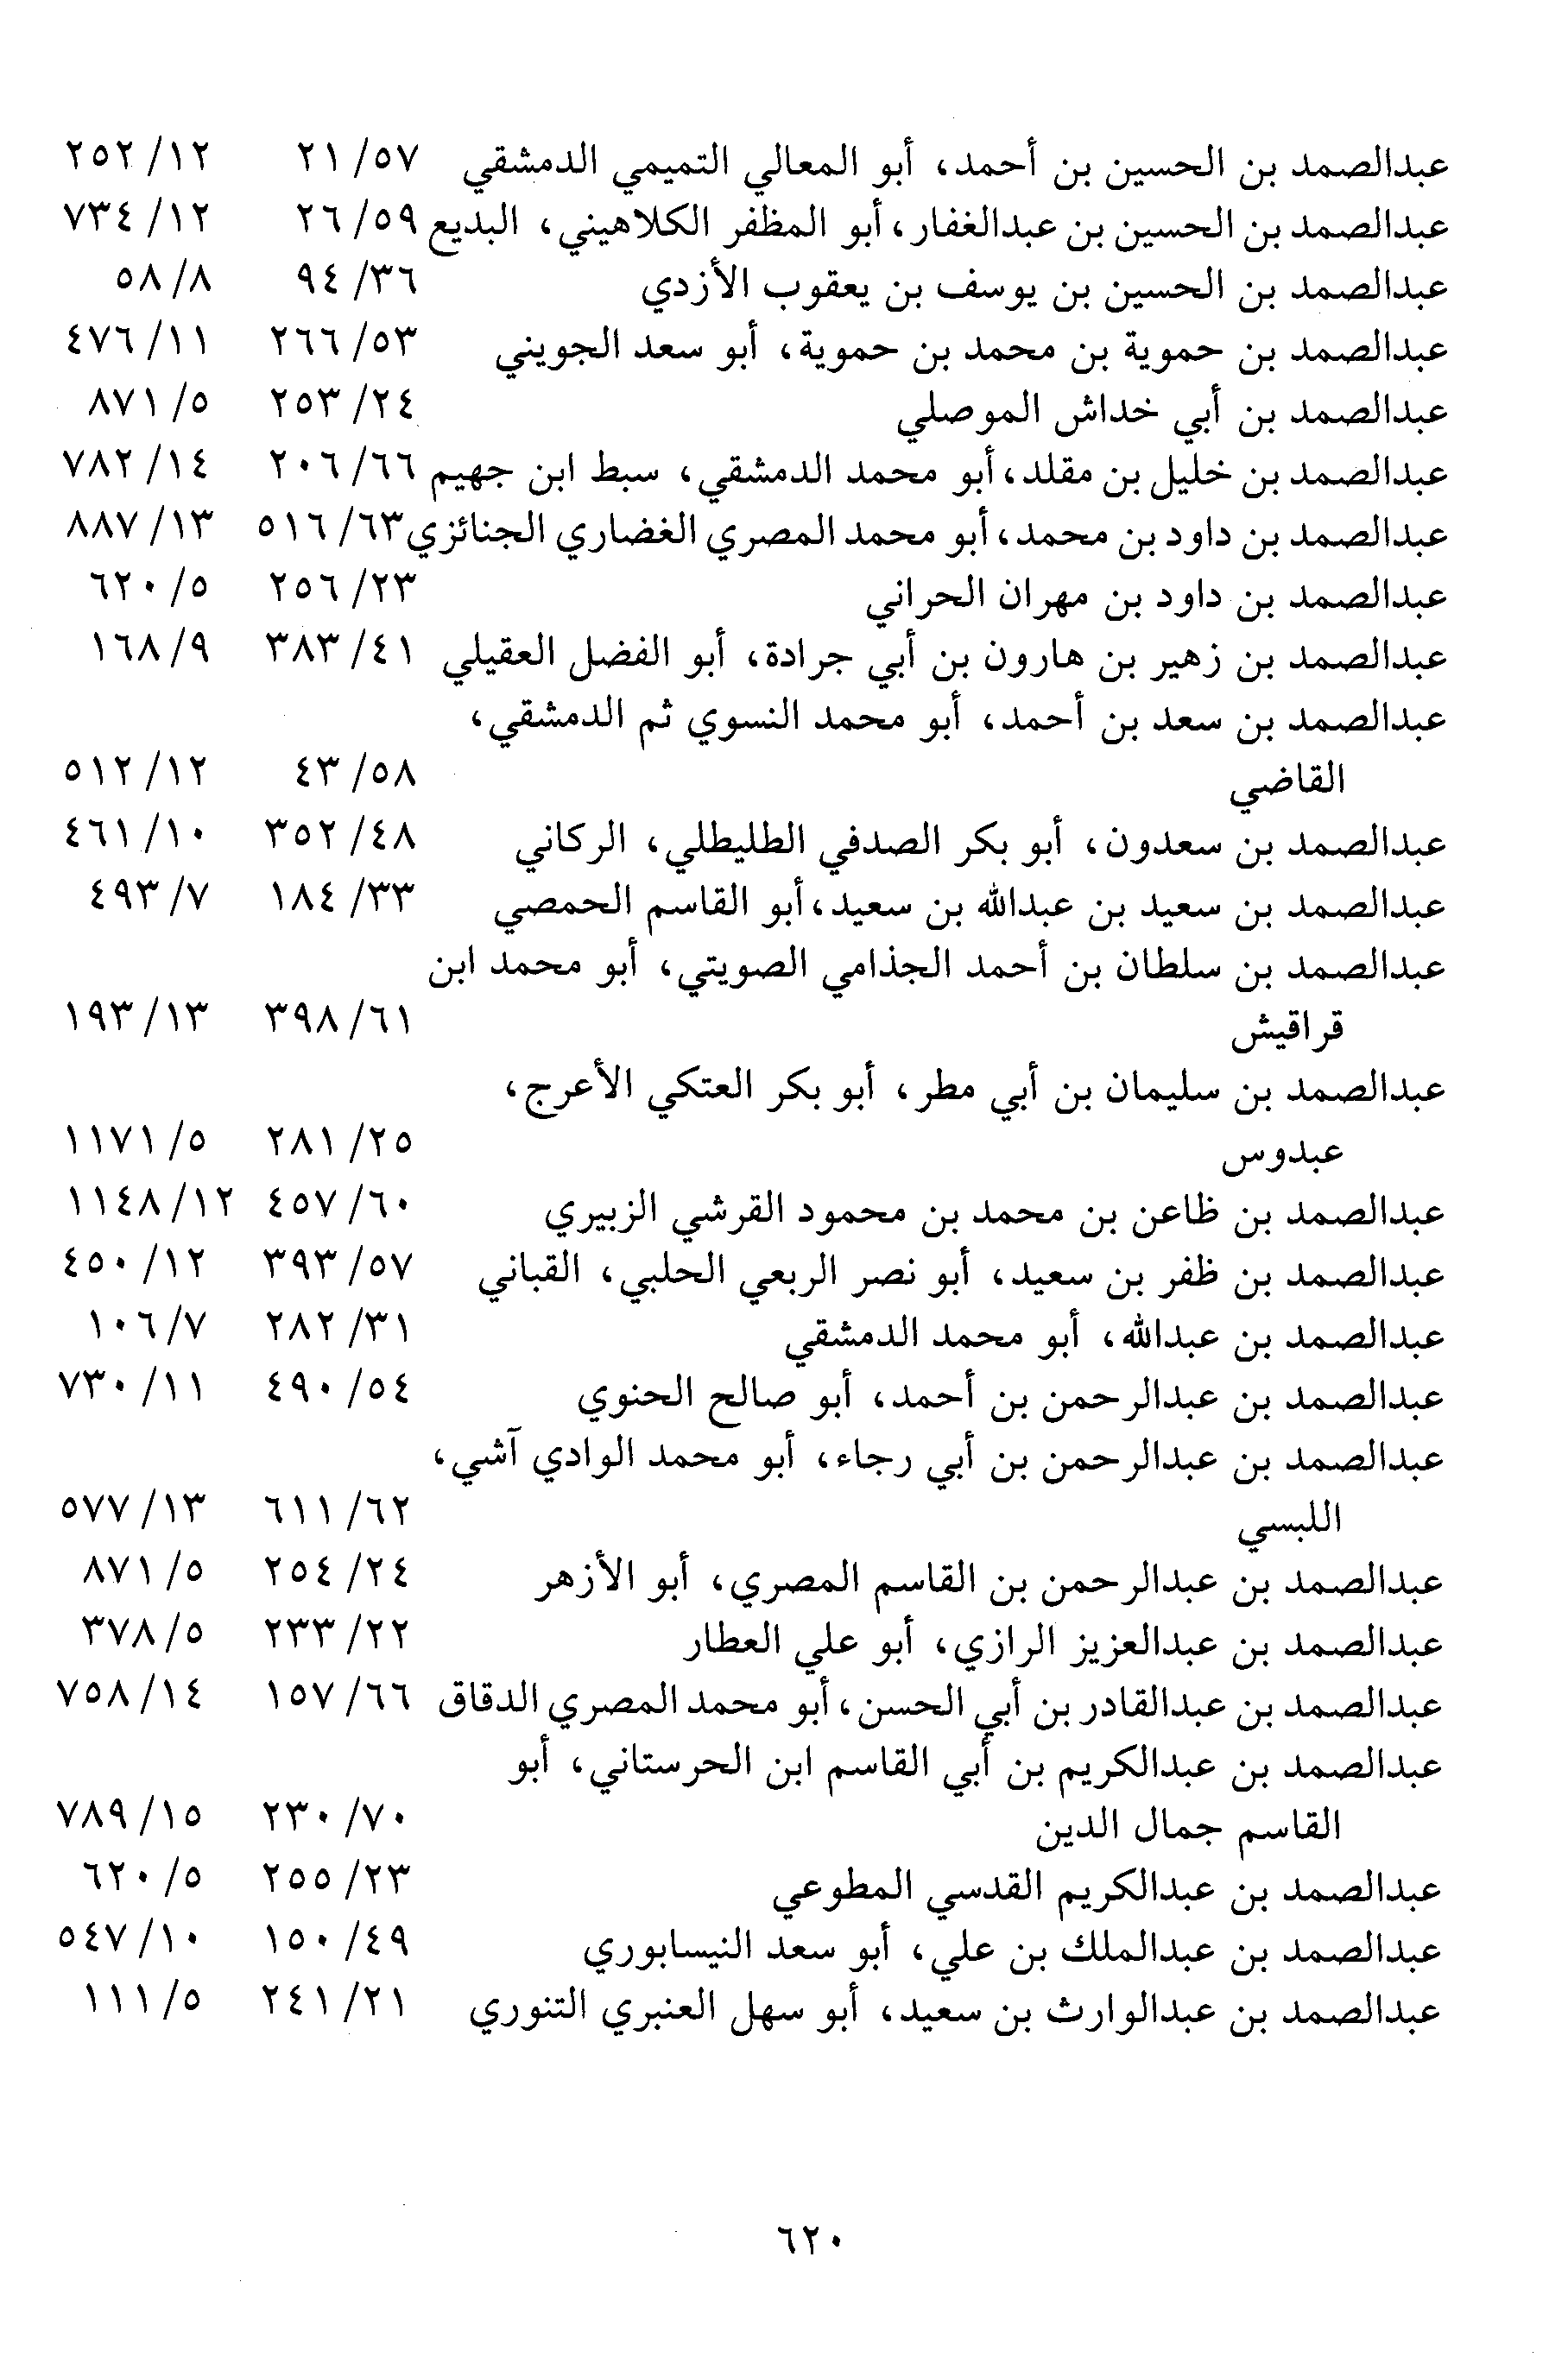 عبدالصمد بن الحسين بن أحمد، أبو المعالي التميمي الدمشقي ٥٧/ ٢١ ١٢/ ٢٥٢
عبدالصمد بن الحسين بن عبدالغفار، أبو المظفر الكلاهيني، البديع ٥٩/ ٢٦ ١٢/ ٧٣٤
عبدالصمد بن الحسين بن يوسف بن يعقوب الأزدي ٣٦/ ٩٤ ٨/ ٥٨
عبدالصمد بن حموية بن محمد بن حموية، أبو سعد الجويني ٥٣/ ٢٦٦ ١١/ ٤٧٦
عبدالصمد بن أبي خداش الموصلي ٢٤/ ٢٥٣ ٥/ ٨٧١
عبدالصمد بن خليل بن مقلد، أبو محمد الدمشقي، سبط ابن جهيم ٦٦/ ٢٠٦ ١٤/ ٧٨٢
عبدالصمد بن داود بن محمد، أبو محمد المصري الغضاري الجنائزي ٦٣/ ٥١٦ ١٣/ ٨٨٧
عبدالصمد بن داود بن مهران الحراني ٢٣/ ٢٥٦ ٥/ ٦٢٠
عبدالصمد بن زهير بن هارون بن أبي جرادة، أبو الفضل العقيلي ٤١/ ٣٨٣ ٩/ ١٦٨
عبدالصمد بن سعد بن أحمد، أبو محمد النسوي ثم الدمشقي،
القاضي ٥٨/ ٤٣ ١٢/ ٥١٢
عبدالصمد بن سعدون، أبو بكر الصدفي الطليطلي، الركاني ٤٨/ ٣٥٢ ١٠/ ٤٦١
عبدالصمد بن سعيد بن عبدالله بن سعيد، أبو القاسم الحمصي ٣٣/ ١٨٤ ٧/ ٤٩٣
عبدالصمد بن سلطان بن أحمد الجذامي الصويتي، أبو محمد ابن
قراقيش ٦١/ ٣٩٨ ١٣/ ١٩٣
عبدالصمد بن سليمان بن أبي مطر، أبو بكر العتكي الأعرج،
عبدوس ٢٥/ ٢٨١ ٥/ ١١٧١
عبدالصمد بن ظاعن بن محمد بن محمود القرشي الزبيري ٦٠/ ٤٥٧ ١٢/ ١١٤٨
عبدالصمد بن ظفر بن سعيد، أبو نصر الربعي الحلبي، القباني ٥٧/ ٣٩٣ ١٢/ ٤٥٠
عبدالصمد بن عبدالله، أبو محمد الدمشقي ٣١/ ٢٨٢ ٧/ ١٠٦
عبدالصمد بن عبدالرحمن بن أحمد، أبو صالح الحنوي ٥٤/ ٤٩٠ ١١/ ٧٣٠
عبدالصمد بن عبدالرحمن بن أبي رجاء، أبو محمد الوادي آشي،
اللبسي ٦٢/ ٦١١ ١٣/ ٥٧٧
عبدالصمد بن عبدالرحمن بن القاسم المصري، أبو الأزهر ٢٤/ ٢٥٤ ٥/ ٨٧١
عبدالصمد بن عبدالعزيز الرازي، أبو علي العطار ٢٢/ ٢٣٣ ٥/ ٣٧٨
عبدالصمد بن عبدالقادر بن أبي الحسن، أبو محمد المصري الدقاق ٦٦/ ١٥٧ ١٤/ ٧٥٨
عبدالصمد بن عبدالكريم بن أبي القاسم ابن الحرستاني، أبو
القاسم جمال الدين ٧٠/ ٢٣٠ ١٥/ ٧٨٩
عبدالصمد بن عبدالكريم القدسي المطوعي ٢٣/ ٢٥٥ ٥/ ٦٢٠
عبدالصمد بن عبدالملك بن علي، أبو سعد النيسابوري ٤٩/ ١٥٠ ١٠/ ٥٤٧
عبدالصمد بن عبدالوارث بن سعيد، أبو سهل العنبري التنوري ٢١/ ٢٤١ ٥/ ١١١
٦٢٠